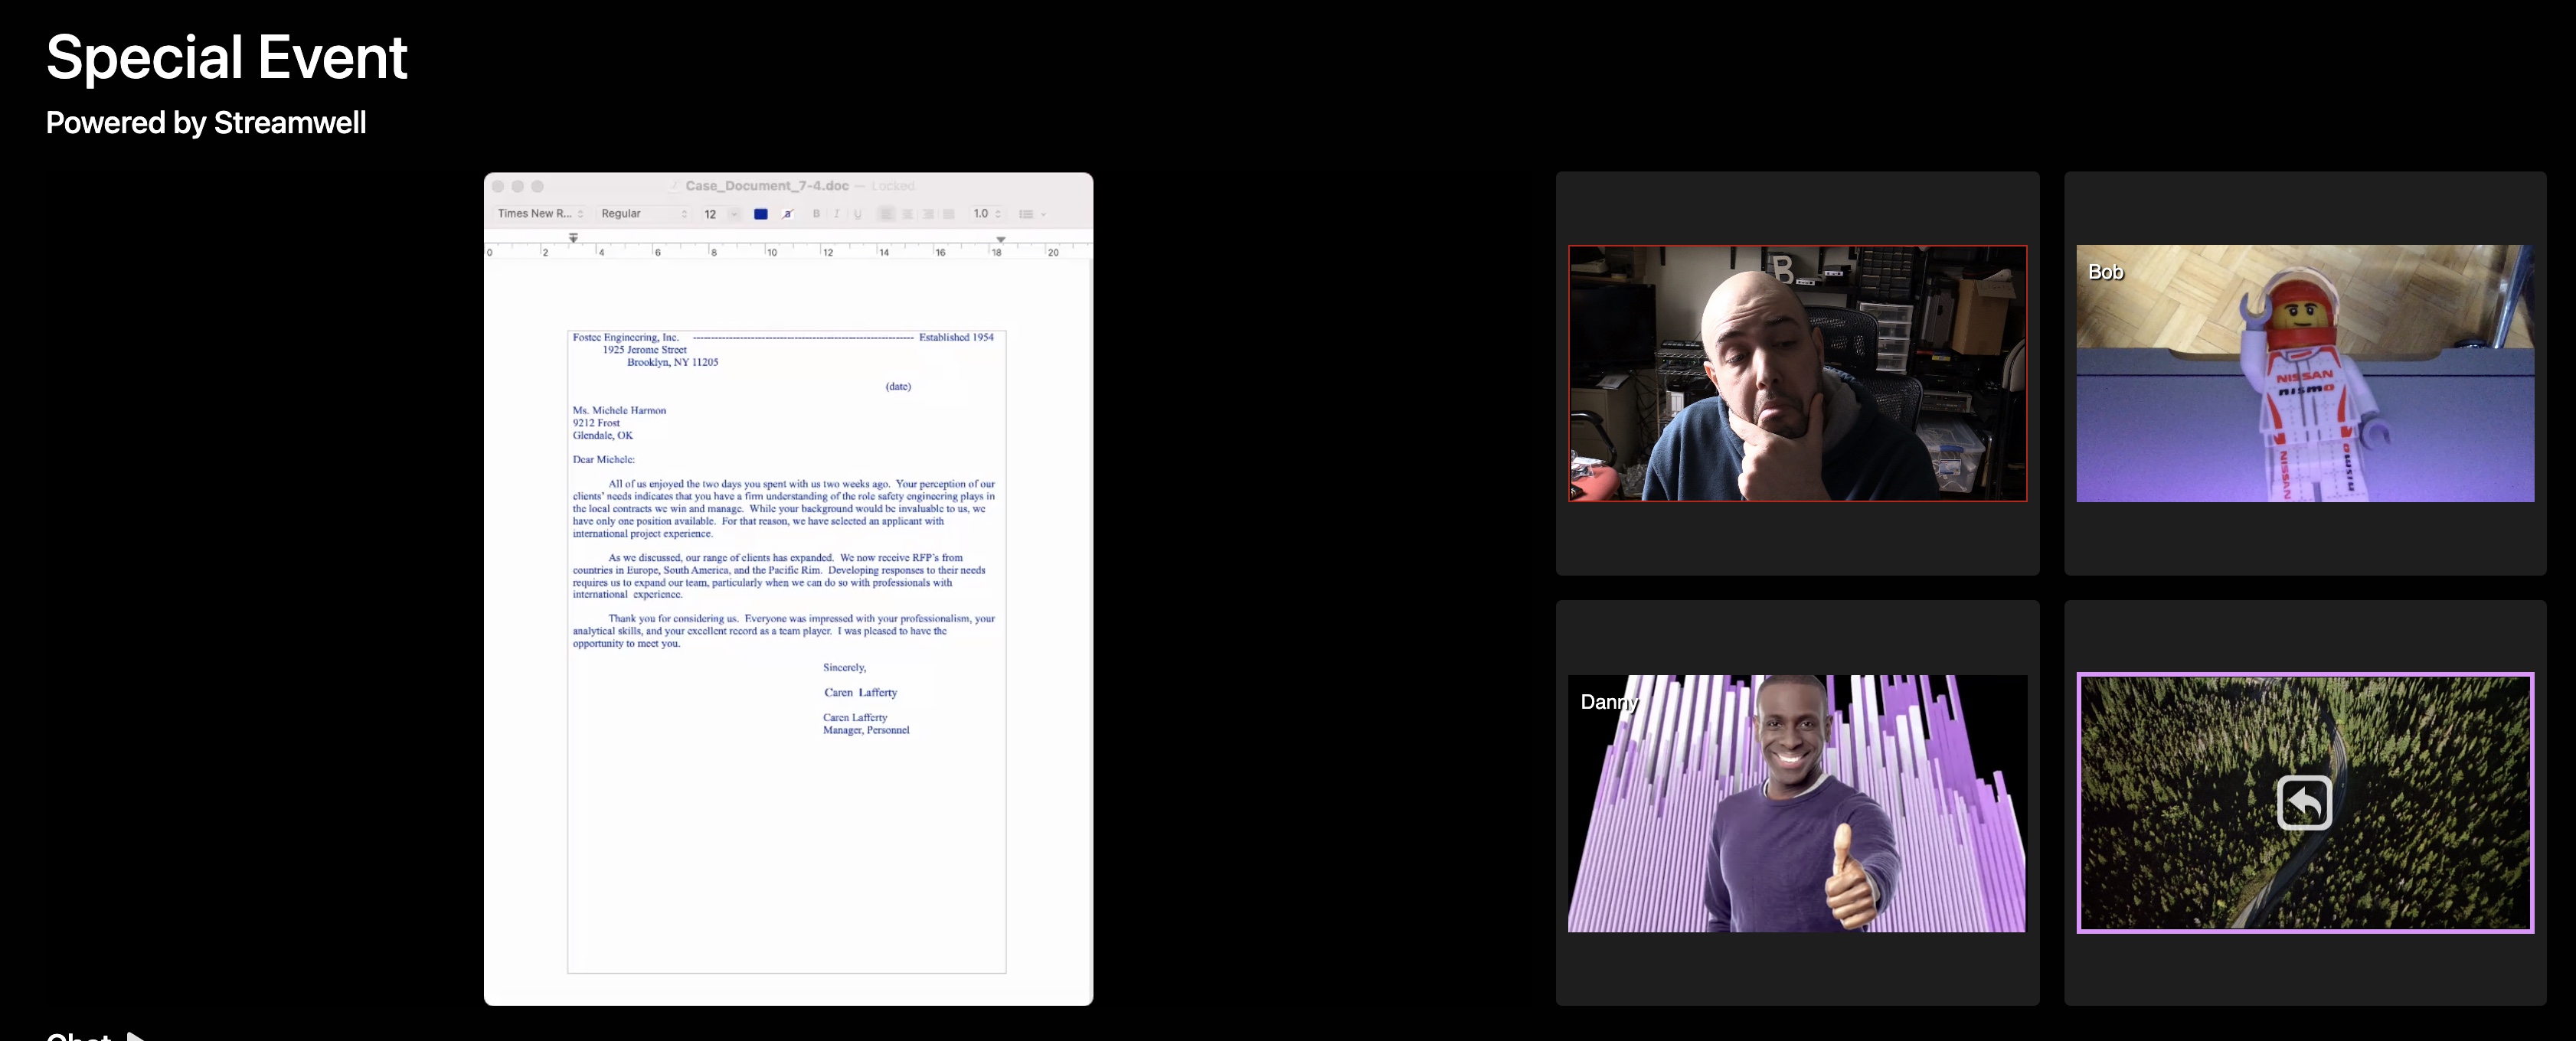 Special Event
Powered by Streamwell
Case_Document_7-4.doc — Locked
Times New R... Regular 12 a B I U 1.0
0 2 4 6 8 10 12 14 16 18 20
Fostec Engineering, Inc. ---------------------------------------------------------------- Established 1954
1925 Jerome Street
Brooklyn, NY 11205
(date)
Ms. Michele Harmon
9212 Frost
Glendale, OK
Dear Michele:
All of us enjoyed the two days you spent with us two weeks ago. Your perception of our
clients' needs indicates that you have a firm understanding of the role safety engineering plays in
the local contracts we win and manage. While your background would be invaluable to us, we
have only one position available. For that reason, we have selected an applicant with
international project experience.
As we discussed, our range of clients has expanded. We now receive RFP's from
countries in Europe, South America, and the Pacific Rim. Developing responses to their needs
requires us to expand our team, particularly when we can do so with professionals with
international experience.
Thank you for considering us. Everyone was impressed with your professionalism, your
analytical skills, and your excellent record as a team player. I was pleased to have the
opportunity to meet you.
Sincerely,
Caren Lafferty
Caren Lafferty
Manager, Personnel
B
Bob
NISSAN
nismo
NISSAN
nismo
Danny
Chat